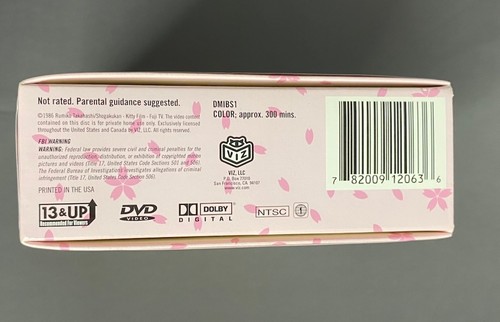 Not rated. Parental guidance suggested.
©1986 Rumiko Takahashi/Shogakukan · Kitty Film · Fuji TV. The video content
contained on this disc is for private home use only. Exclusively licensed
throughout the United States and Canada by VIZ, LLC. All rights reserved.
FBI WARNING
WARNING: Federal law provides severe civil and criminal penalties for the
unauthorized reproduction, distribution, or exhibition of copyrighted motion
pictures and videos (Title 17, United States Code Sections 501 and 506).
The Federal Bureau of Investigations investigates allegations of criminal
infringement (Title 17, United States Code Section 506).
PRINTED IN THE USA
13 & UP
Recommended For Viewers
DVD
VIDEO
DOLBY
DIGITAL
DMIBS1
COLOR; approx. 300 mins.
VIZ
VIZ, LLC
P.O. Box 77010
San Francisco, CA 94107
www.viz.com
NTSC
1
7 82009 12063 6